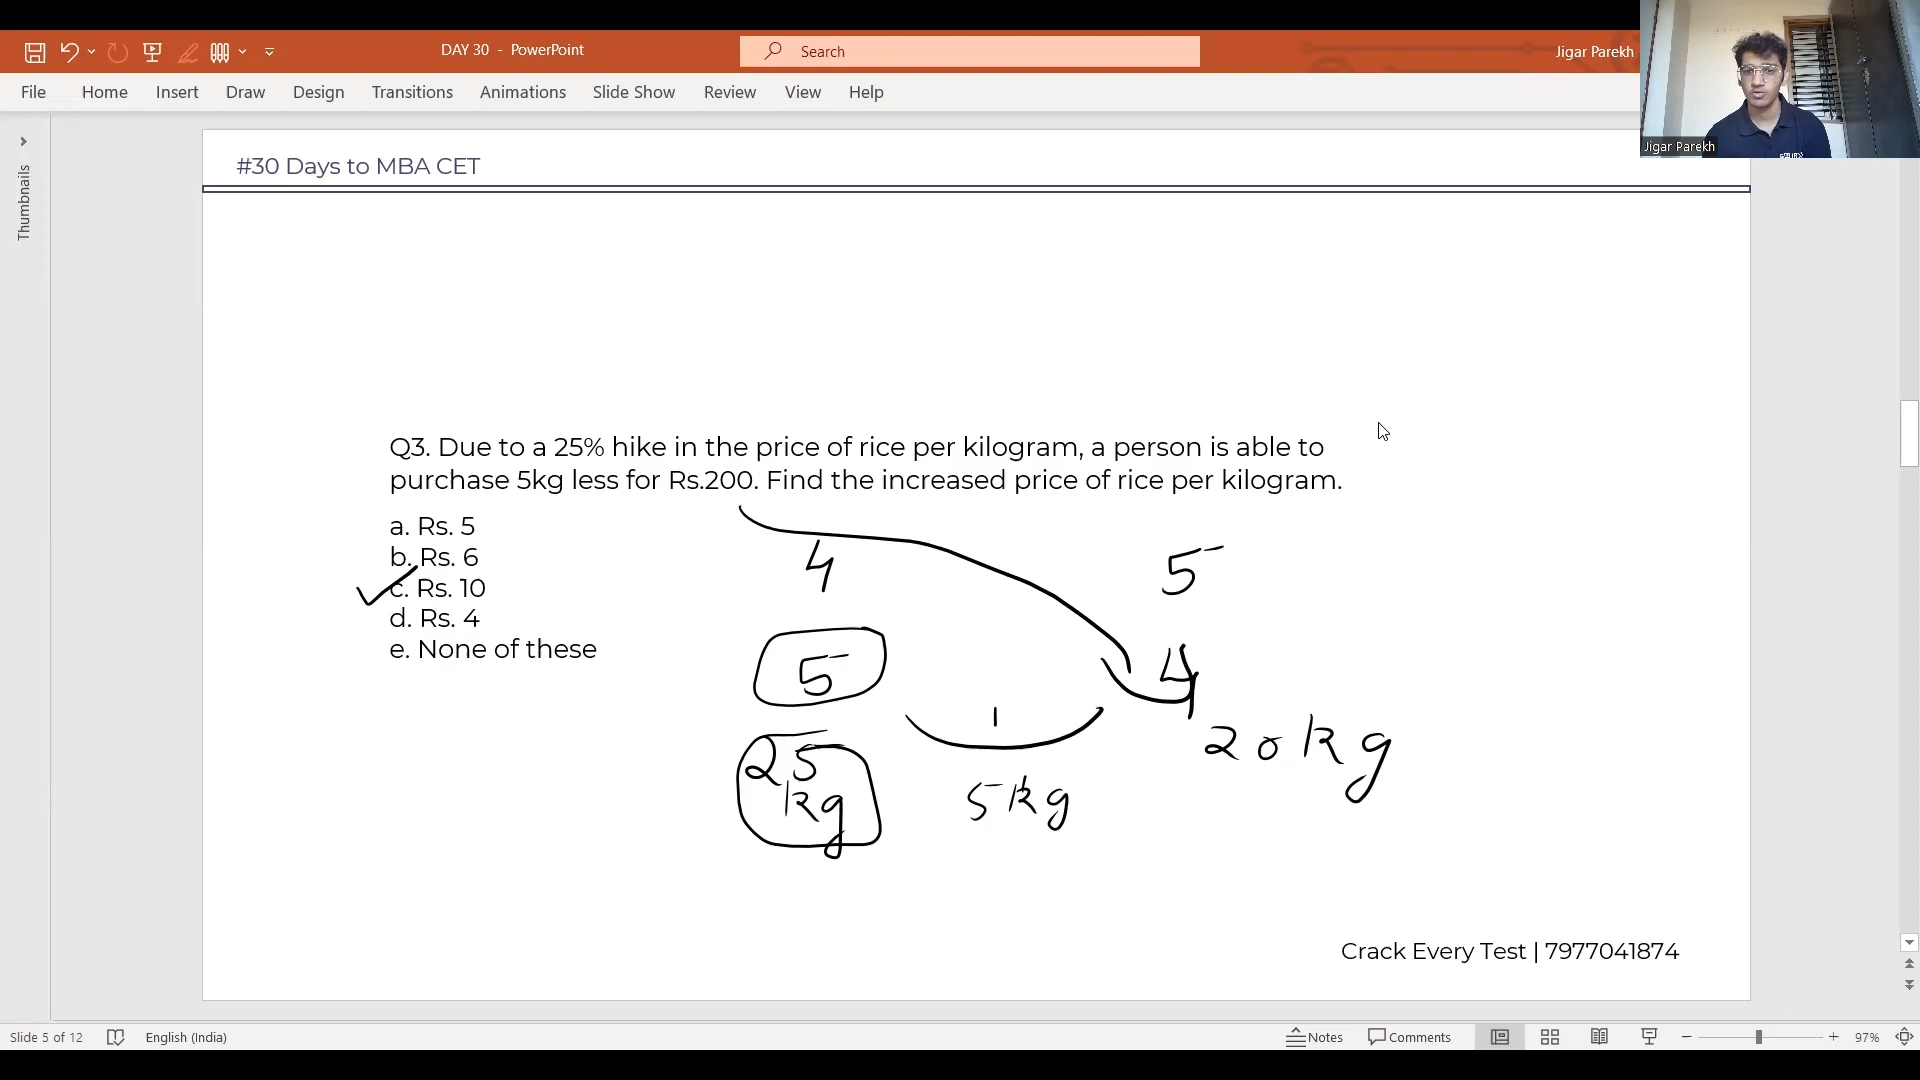 DAY 30 - PowerPoint
Search
Jigar Parekh
File Home Insert Draw Design Transitions Animations Slide Show Review View Help
Jigar Parekh
Thumbnails
#30 Days to MBA CET
Q3. Due to a 25% hike in the price of rice per kilogram, a person is able to
purchase 5kg less for Rs.200. Find the increased price of rice per kilogram.
a. Rs. 5
b. Rs. 6
c. Rs. 10
d. Rs. 4
e. None of these
4 5
5 4
1
20 kg
25
kg
5 kg
Crack Every Test | 7977041874
Slide 5 of 12 English (India) Notes Comments 97%